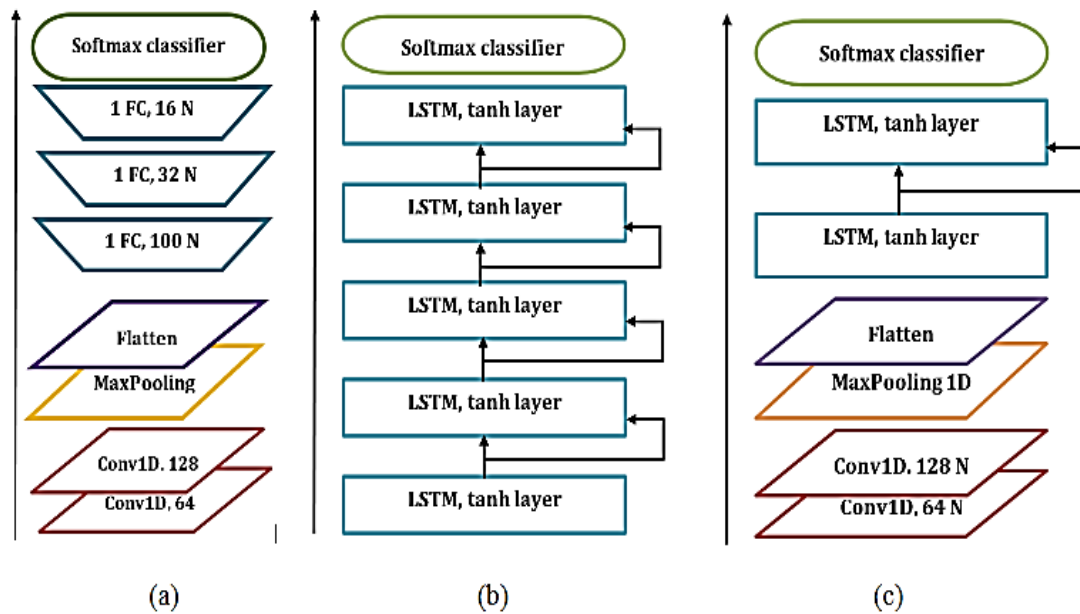 Softmax classifier
1 FC, 16 N
1 FC, 32 N
1 FC, 100 N
Flatten
MaxPooling
Conv1D. 128
Conv1D, 64
(a)
Softmax classifier
LSTM, tanh layer
LSTM, tanh layer
LSTM, tanh layer
LSTM, tanh layer
LSTM, tanh layer
(b)
Softmax classifier
LSTM, tanh layer
LSTM, tanh layer
Flatten
MaxPooling 1D
Conv1D. 128 N
Conv1D, 64 N
(c)